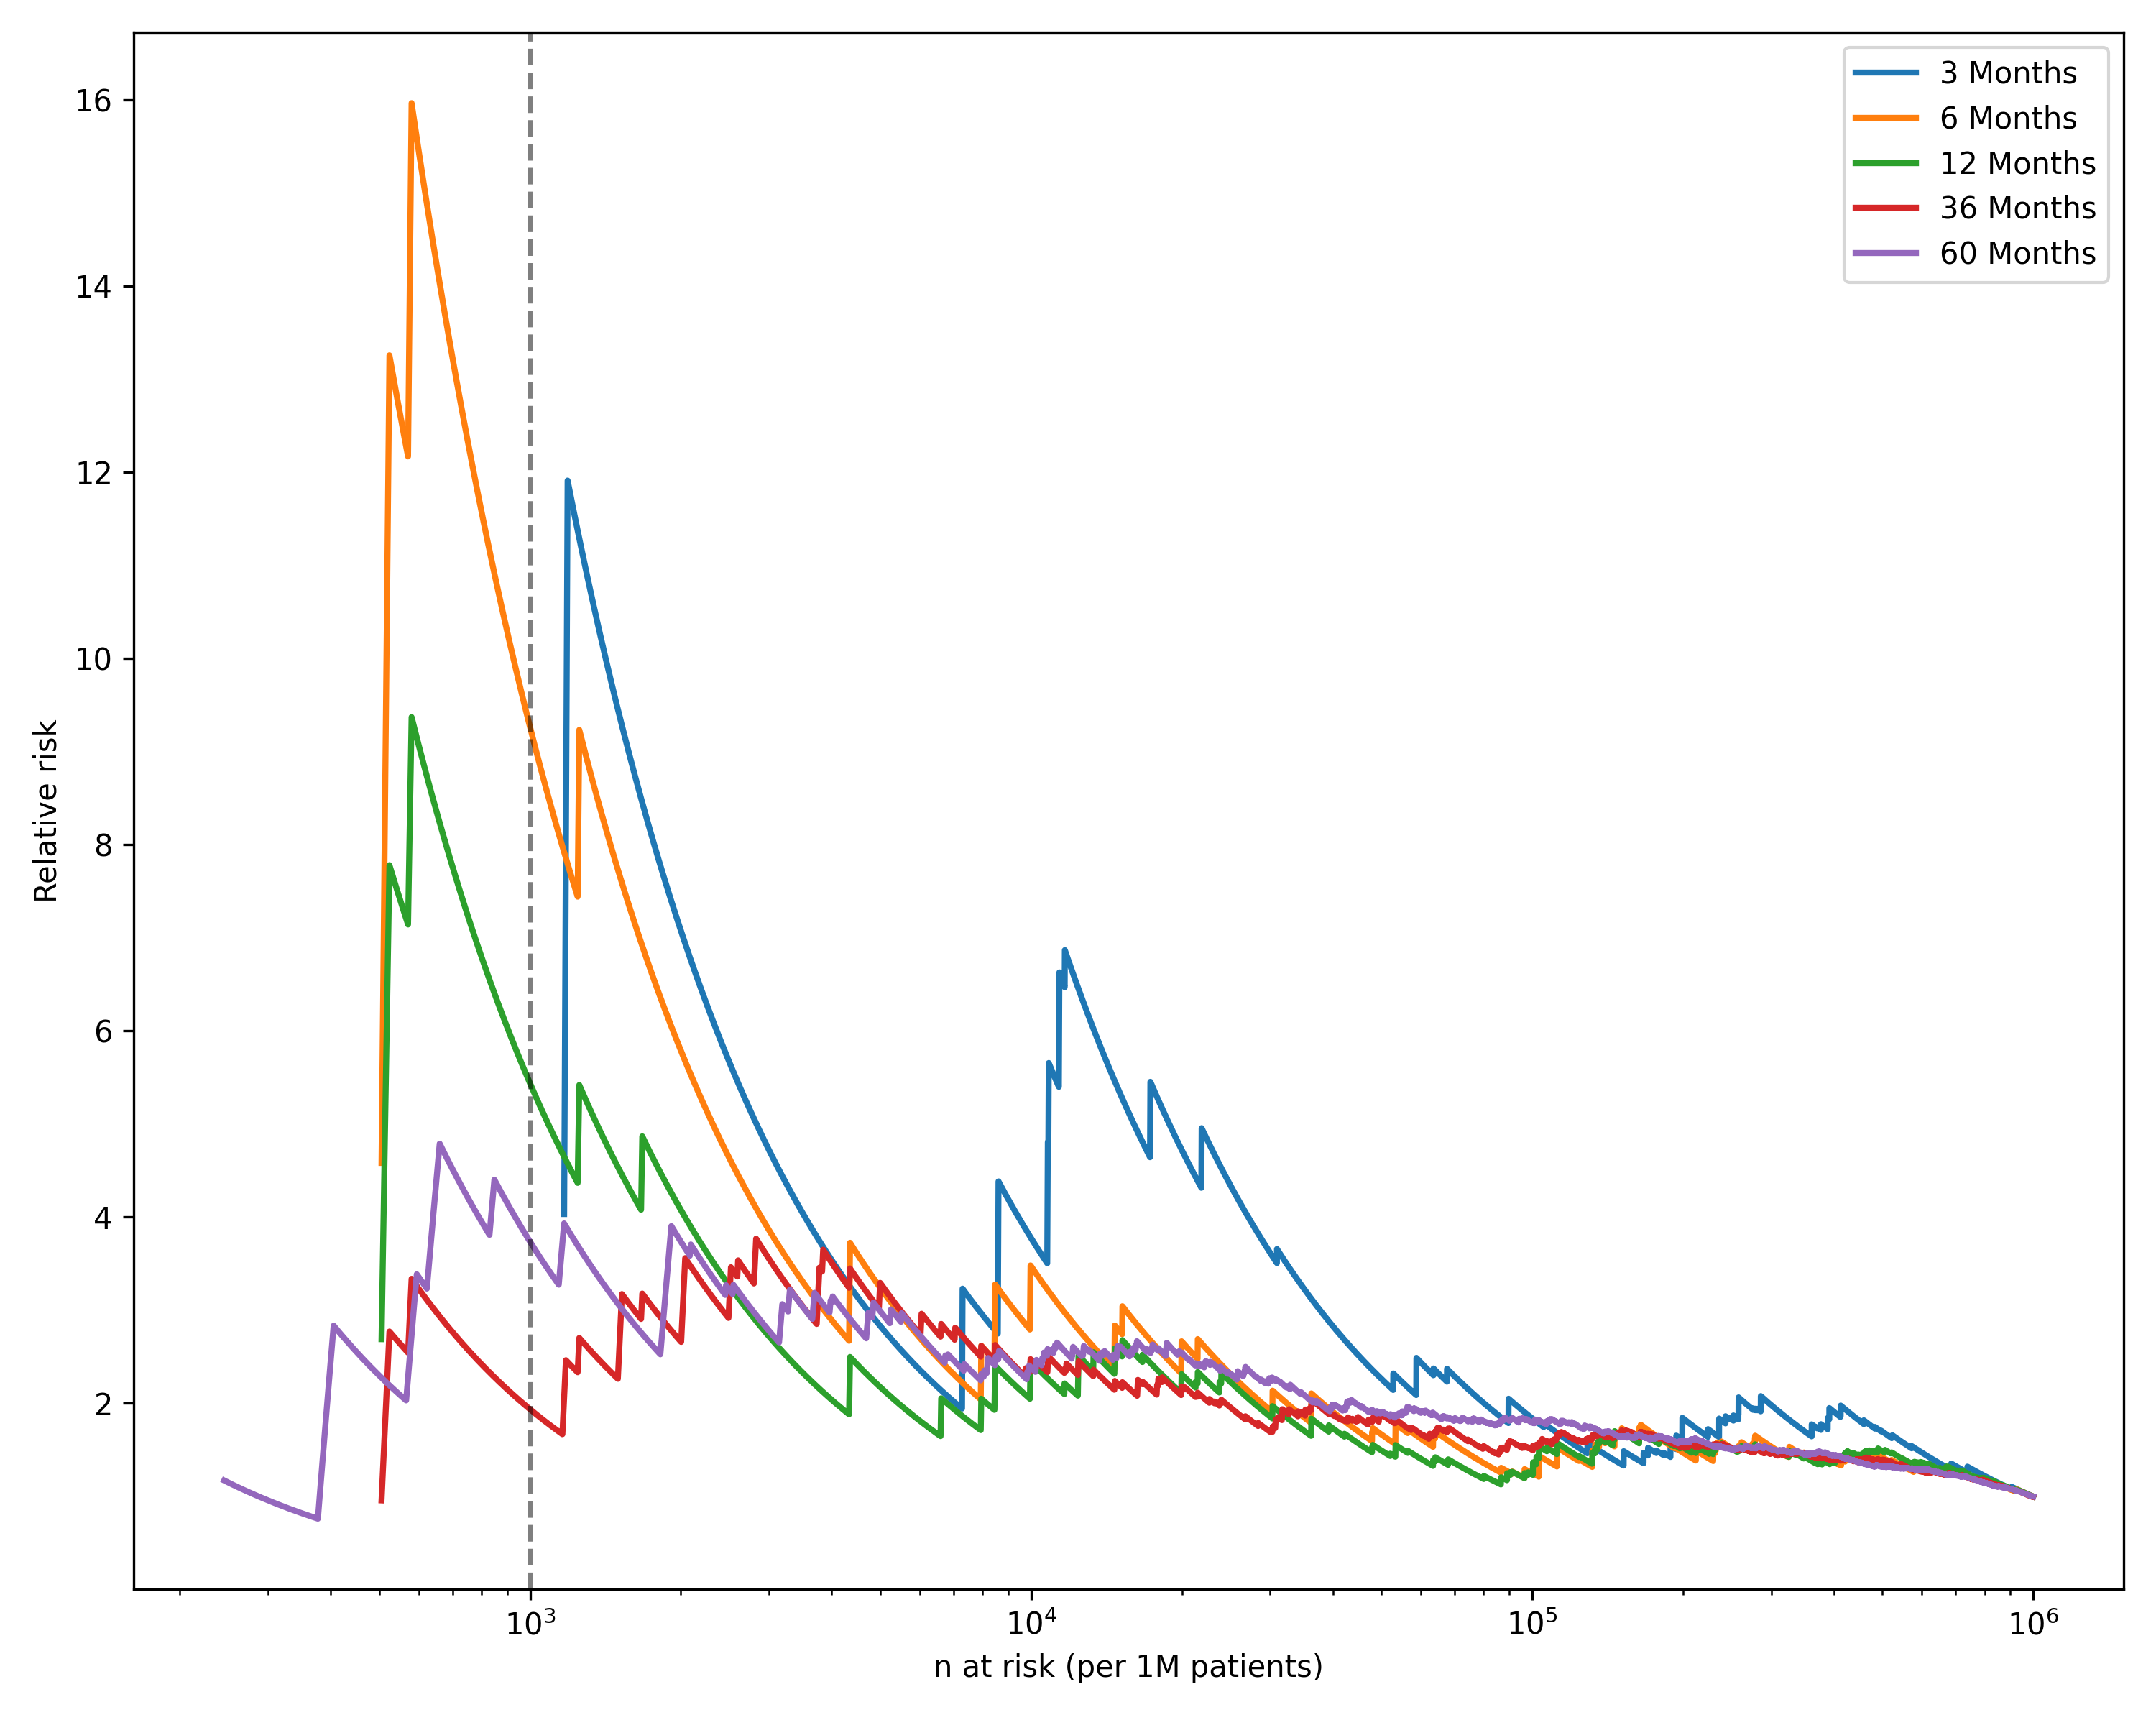 3 Months
6 Months
12 Months
36 Months
60 Months
Relative risk
16
14
12
10
8
6
4
2
10³
10⁴
10⁵
10⁶
n at risk (per 1M patients)